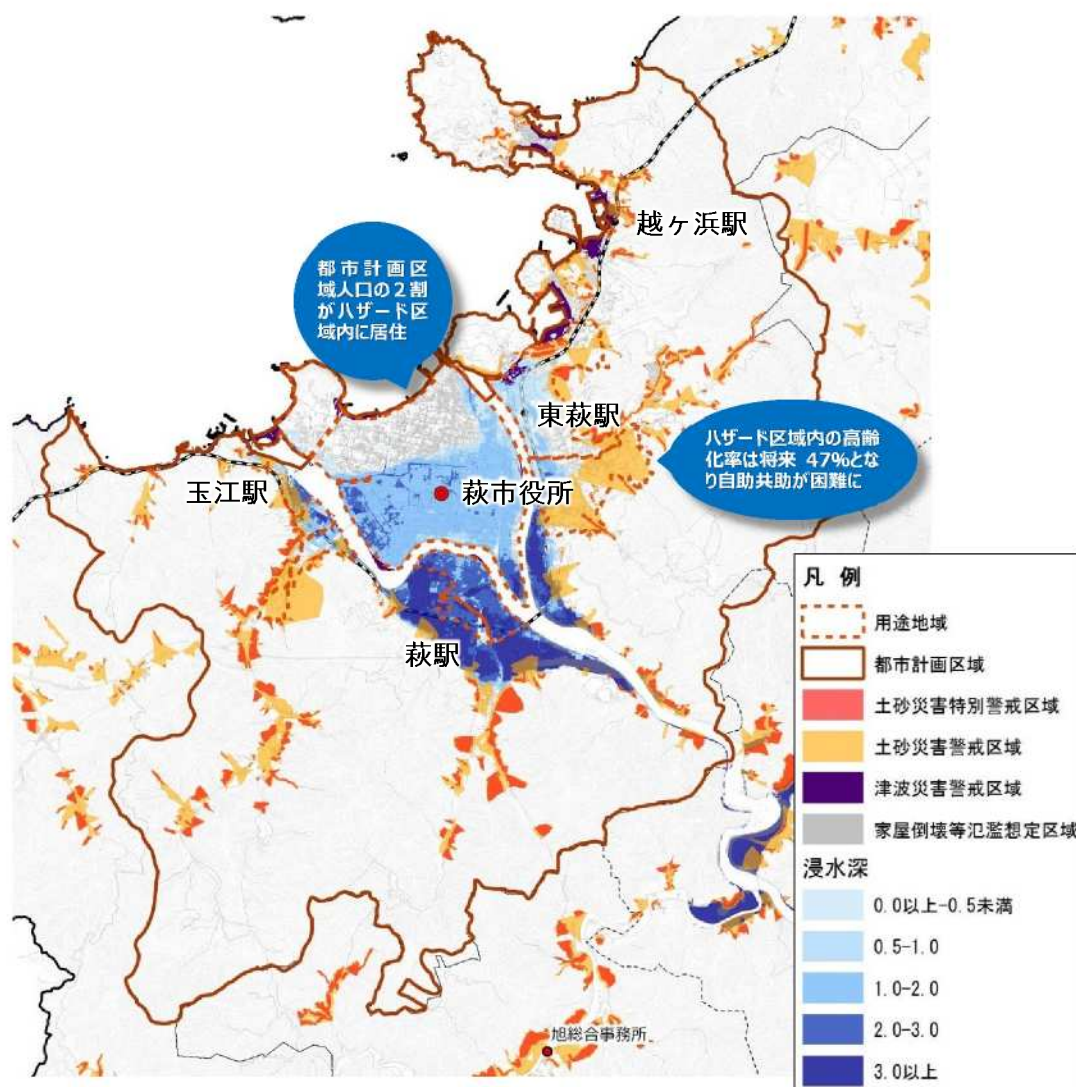 越ヶ浜駅
都市計画区
域人口の2割
がハザード区
域内に居住
東萩駅
ハザード区域内の高齢
化率は将来 47%とな
り自助共助が困難に
玉江駅
萩市役所
萩駅
凡 例
用途地域
都市計画区域
土砂災害特別警戒区域
土砂災害警戒区域
津波災害警戒区域
家屋倒壊等氾濫想定区域
浸水深
0.0以上-0.5未満
0.5-1.0
1.0-2.0
2.0-3.0
3.0以上
旭総合事務所